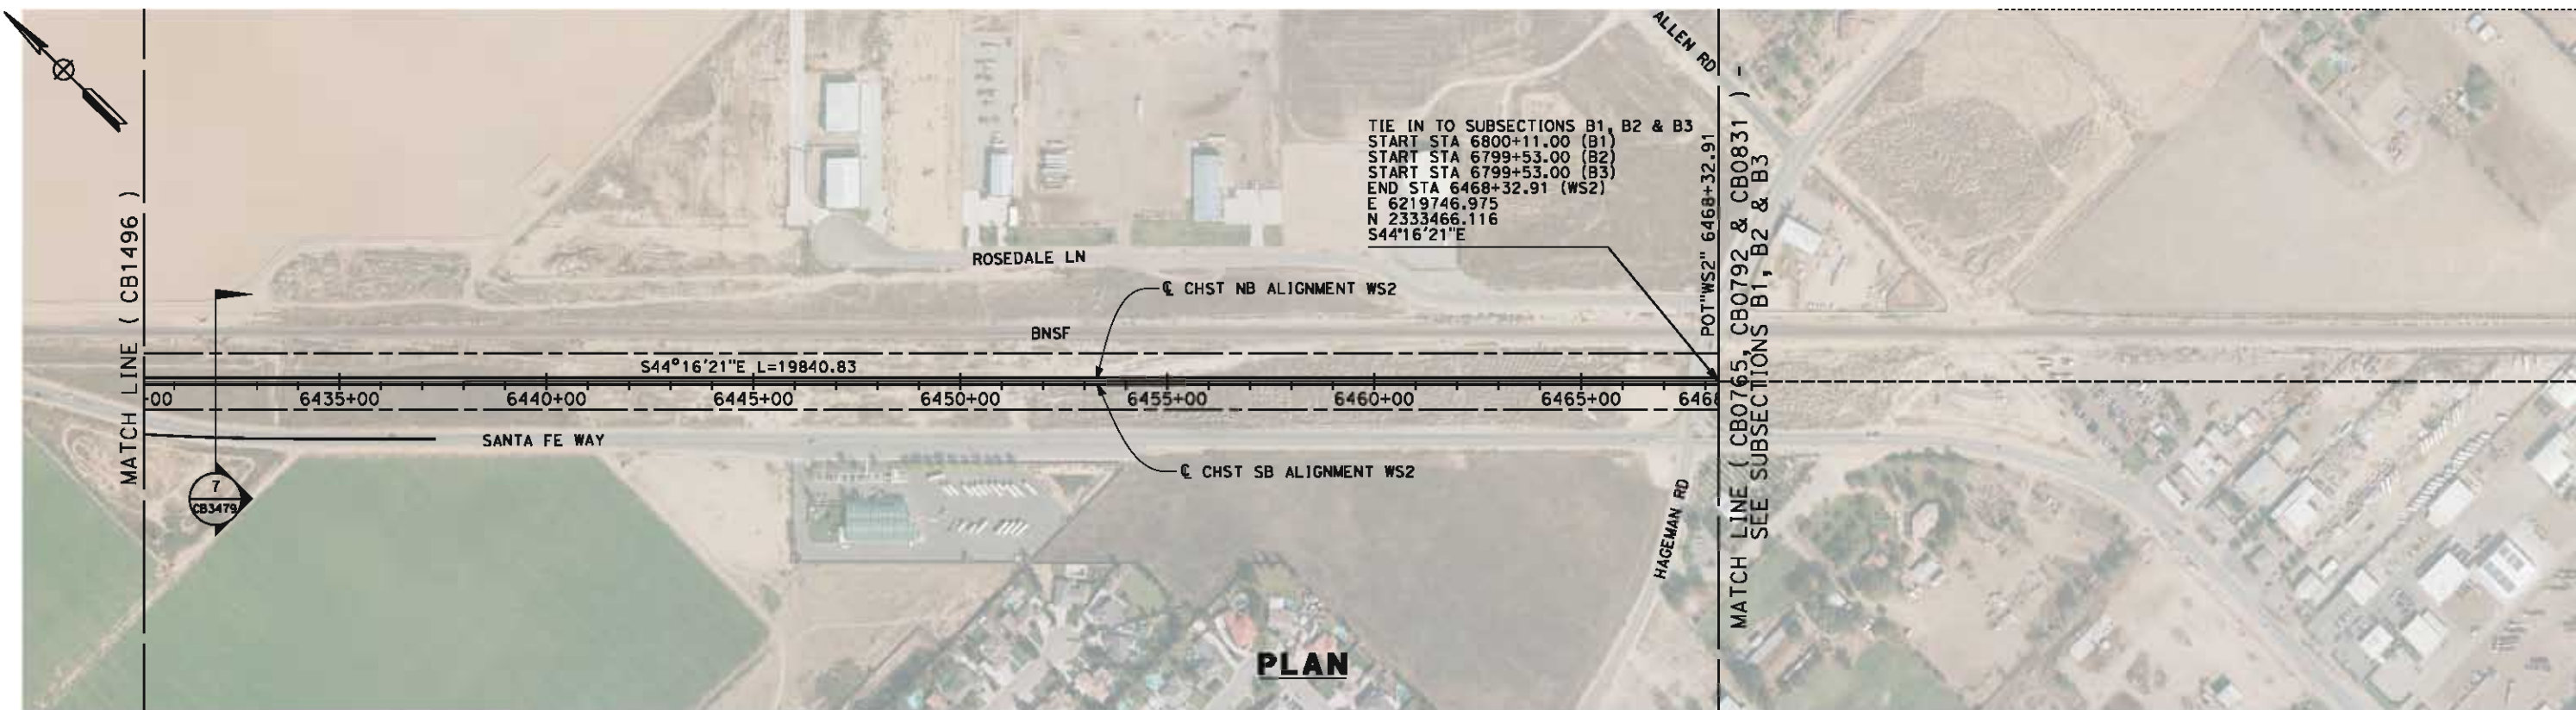 ALLEN RD
TIE IN TO SUBSECTIONS B1, B2 & B3
START STA 6800+11.00 (B1)
START STA 6799+53.00 (B2)
START STA 6799+53.00 (B3)
END STA 6468+32.91 (WS2)
E 6219746.975
N 2333466.116
S44°16'21"E
POT"WS2" 6468+32.91
MATCH LINE ( CB0765, CB0792 & CB0831 ) -
SEE SUBSECTIONS B1, B2 & B3
MATCH LINE ( CB1496 )
ROSEDALE LN
℄ CHST NB ALIGNMENT WS2
BNSF
S44°16'21"E L=19840.83
+00 6435+00 6440+00 6445+00 6450+00 6455+00 6460+00 6465+00 6468
SANTA FE WAY
℄ CHST SB ALIGNMENT WS2
7
CB3479
HAGEMAN RD
PLAN